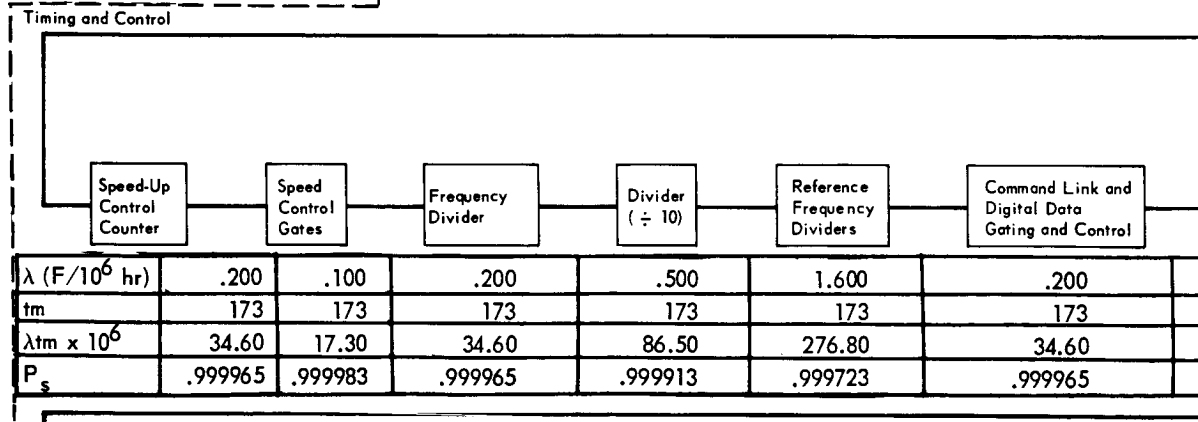 Timing and Control
Speed-Up
Control
Counter
Speed
Control
Gates
Frequency
Divider
Divider
( ÷ 10)
Reference
Frequency
Dividers
Command Link and
Digital Data
Gating and Control
λ (F/10⁶ hr) .200 .100 .200 .500 1.600 .200
tm 173 173 173 173 173 173
λtm x 10⁶ 34.60 17.30 34.60 86.50 276.80 34.60
Pₛ .999965 .999983 .999965 .999913 .999723 .999965